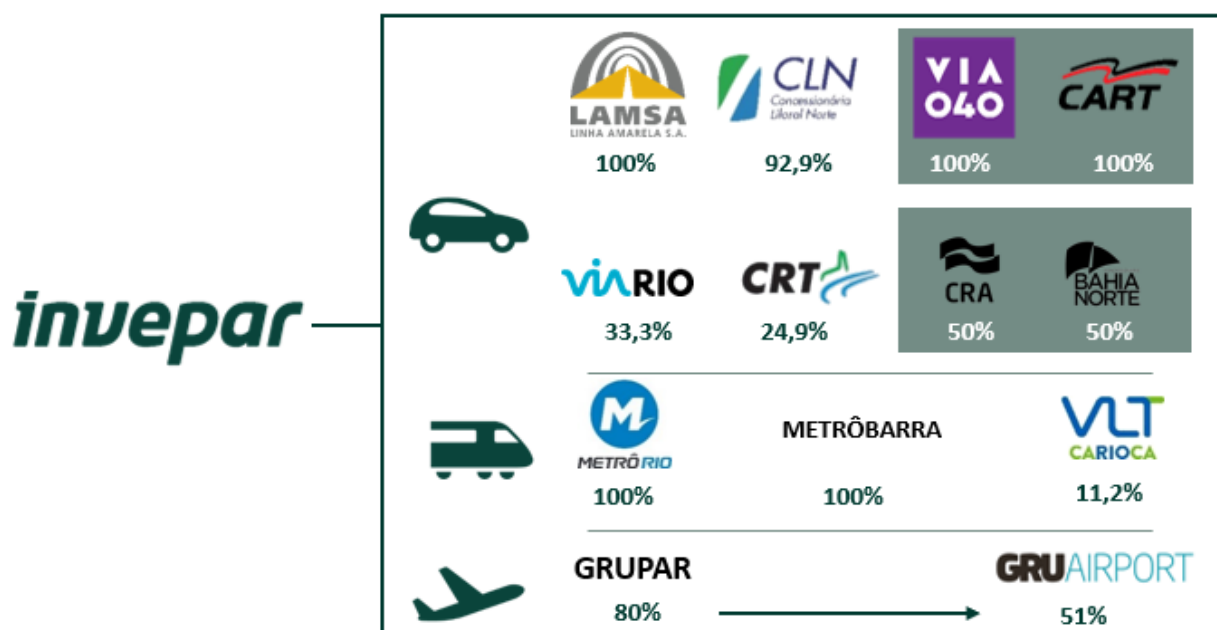 invepar
LAMSA
LINHA AMARELA S.A.
100%
CLN
Concessionária
Litoral Norte
92,9%
VIA
040
100%
CART
100%
VIARIO
33,3%
CRT
24,9%
CRA
50%
BAHIA
NORTE
50%
M
METRÔRIO
100%
METRÔBARRA
100%
VLT
CARIOCA
11,2%
GRUPAR
80%
GRUAIRPORT
51%